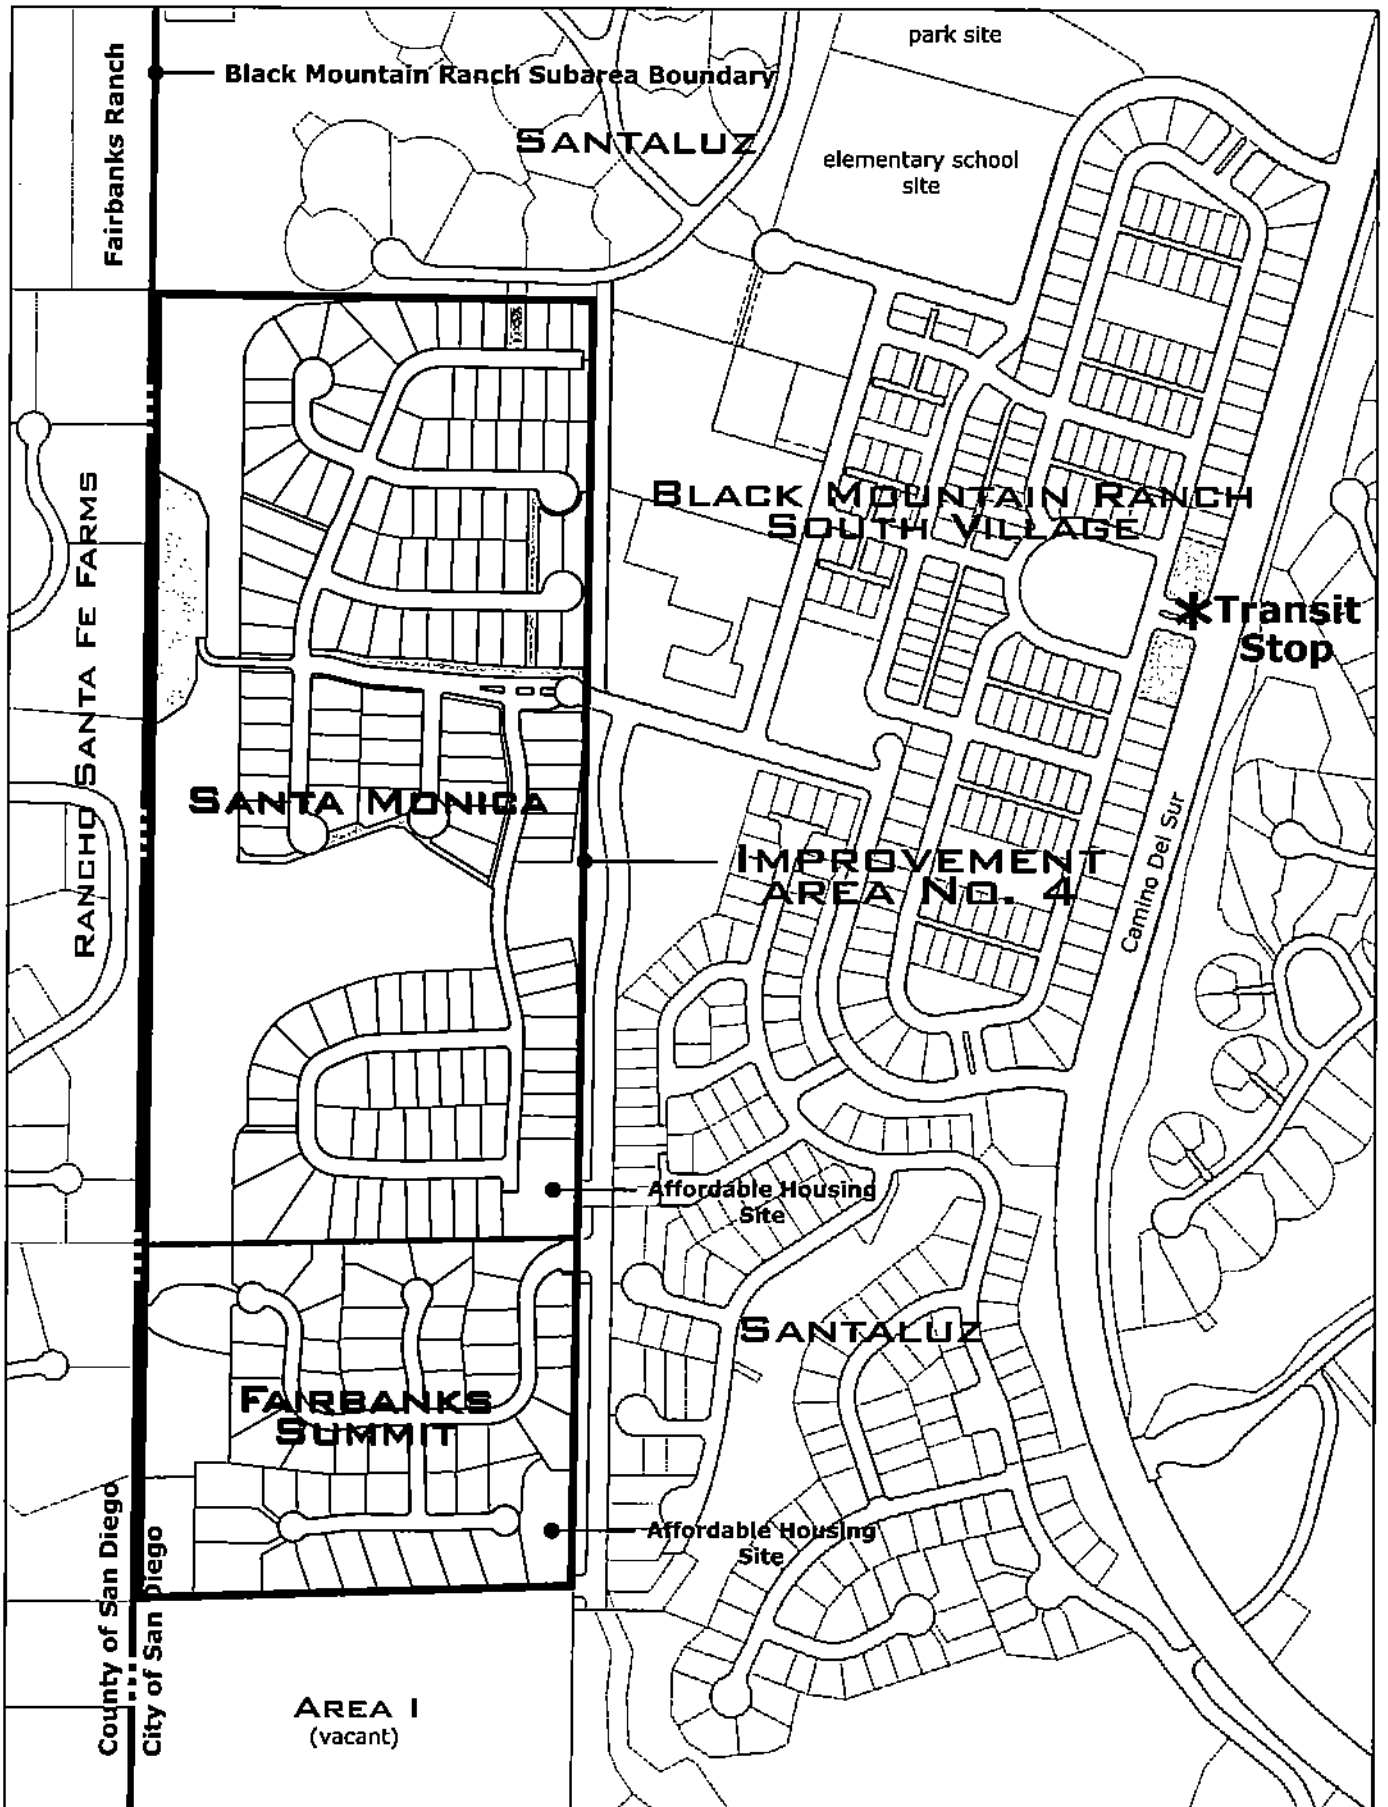 park site
Fairbanks Ranch
Black Mountain Ranch Subarea Boundary
SANTALUZ
elementary school
site
RANCHO SANTA FE FARMS
BLACK MOUNTAIN RANCH
SOUTH VILLAGE
Transit
Stop
SANTA MONICA
IMPROVEMENT
AREA NO. 4
Camino Del Sur
Affordable Housing
Site
SANTALUZ
FAIRBANKS
SUMMIT
Affordable Housing
Site
County of San Diego
City of San Diego
AREA I
(vacant)